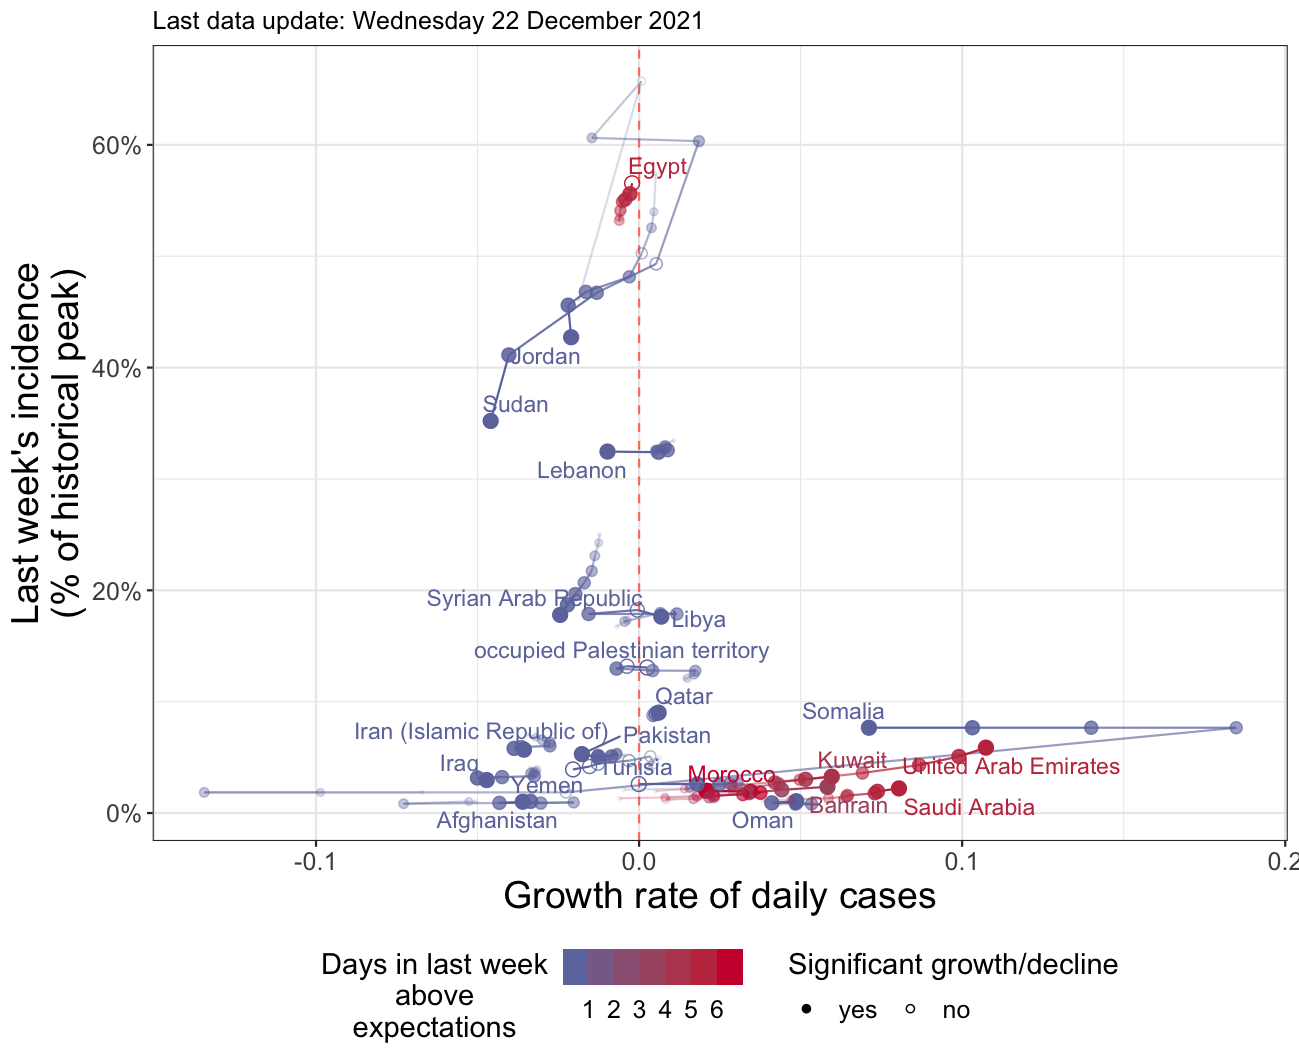 Last data update: Wednesday 22 December 2021
Last week's incidence
(% of historical peak)
60%
40%
20%
0%
Egypt
Jordan
Sudan
Lebanon
Syrian Arab Republic
Libya
occupied Palestinian territory
Qatar
Somalia
Iran (Islamic Republic of)
Pakistan
Iraq
Tunisia
Kuwait
United Arab Emirates
Morocco
Yemen
Bahrain
Saudi Arabia
Afghanistan
Oman
-0.1
0.0
0.1
0.2
Growth rate of daily cases
Days in last week
above
expectations
1 2 3 4 5 6
Significant growth/decline
yes
no